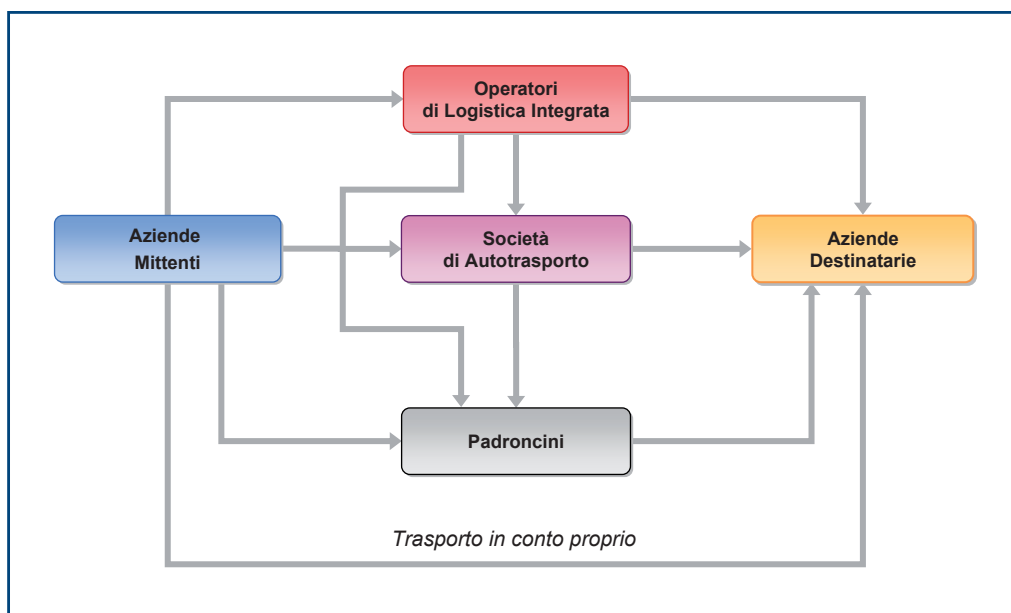 Operatori
di Logistica Integrata
Aziende
Mittenti
Società
di Autotrasporto
Aziende
Destinatarie
Padroncini
Trasporto in conto proprio